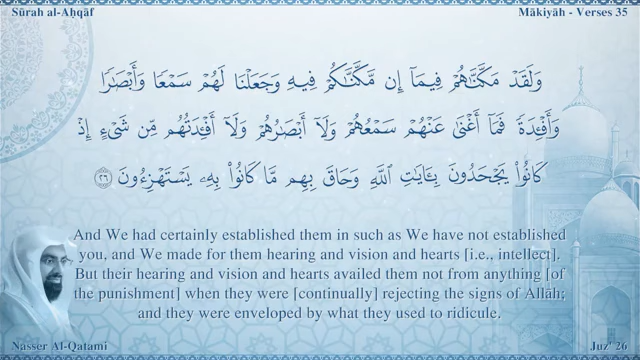 Sūrah al-Aḥqāf
Mākiyāh - Verses 35
وَلَقَدْ مَكَّنَّٰهُمْ فِيمَآ إِن مَّكَّنَّٰكُمْ فِيهِ وَجَعَلْنَا لَهُمْ سَمْعًا وَأَبْصَٰرًا
وَأَفْـِٔدَةً فَمَآ أَغْنَىٰ عَنْهُمْ سَمْعُهُمْ وَلَآ أَبْصَٰرُهُمْ وَلَآ أَفْـِٔدَتُهُم مِّن شَىْءٍ إِذْ
كَانُوا۟ يَجْحَدُونَ بِـَٔايَٰتِ ٱللَّهِ وَحَاقَ بِهِم مَّا كَانُوا۟ بِهِۦ يَسْتَهْزِءُونَ ٢٦
And We had certainly established them in such as We have not established
you, and We made for them hearing and vision and hearts [i.e., intellect].
But their hearing and vision and hearts availed them not from anything [of
the punishment] when they were [continually] rejecting the signs of Allāh;
and they were enveloped by what they used to ridicule.
Nasser Al-Qatami
Juz' 26